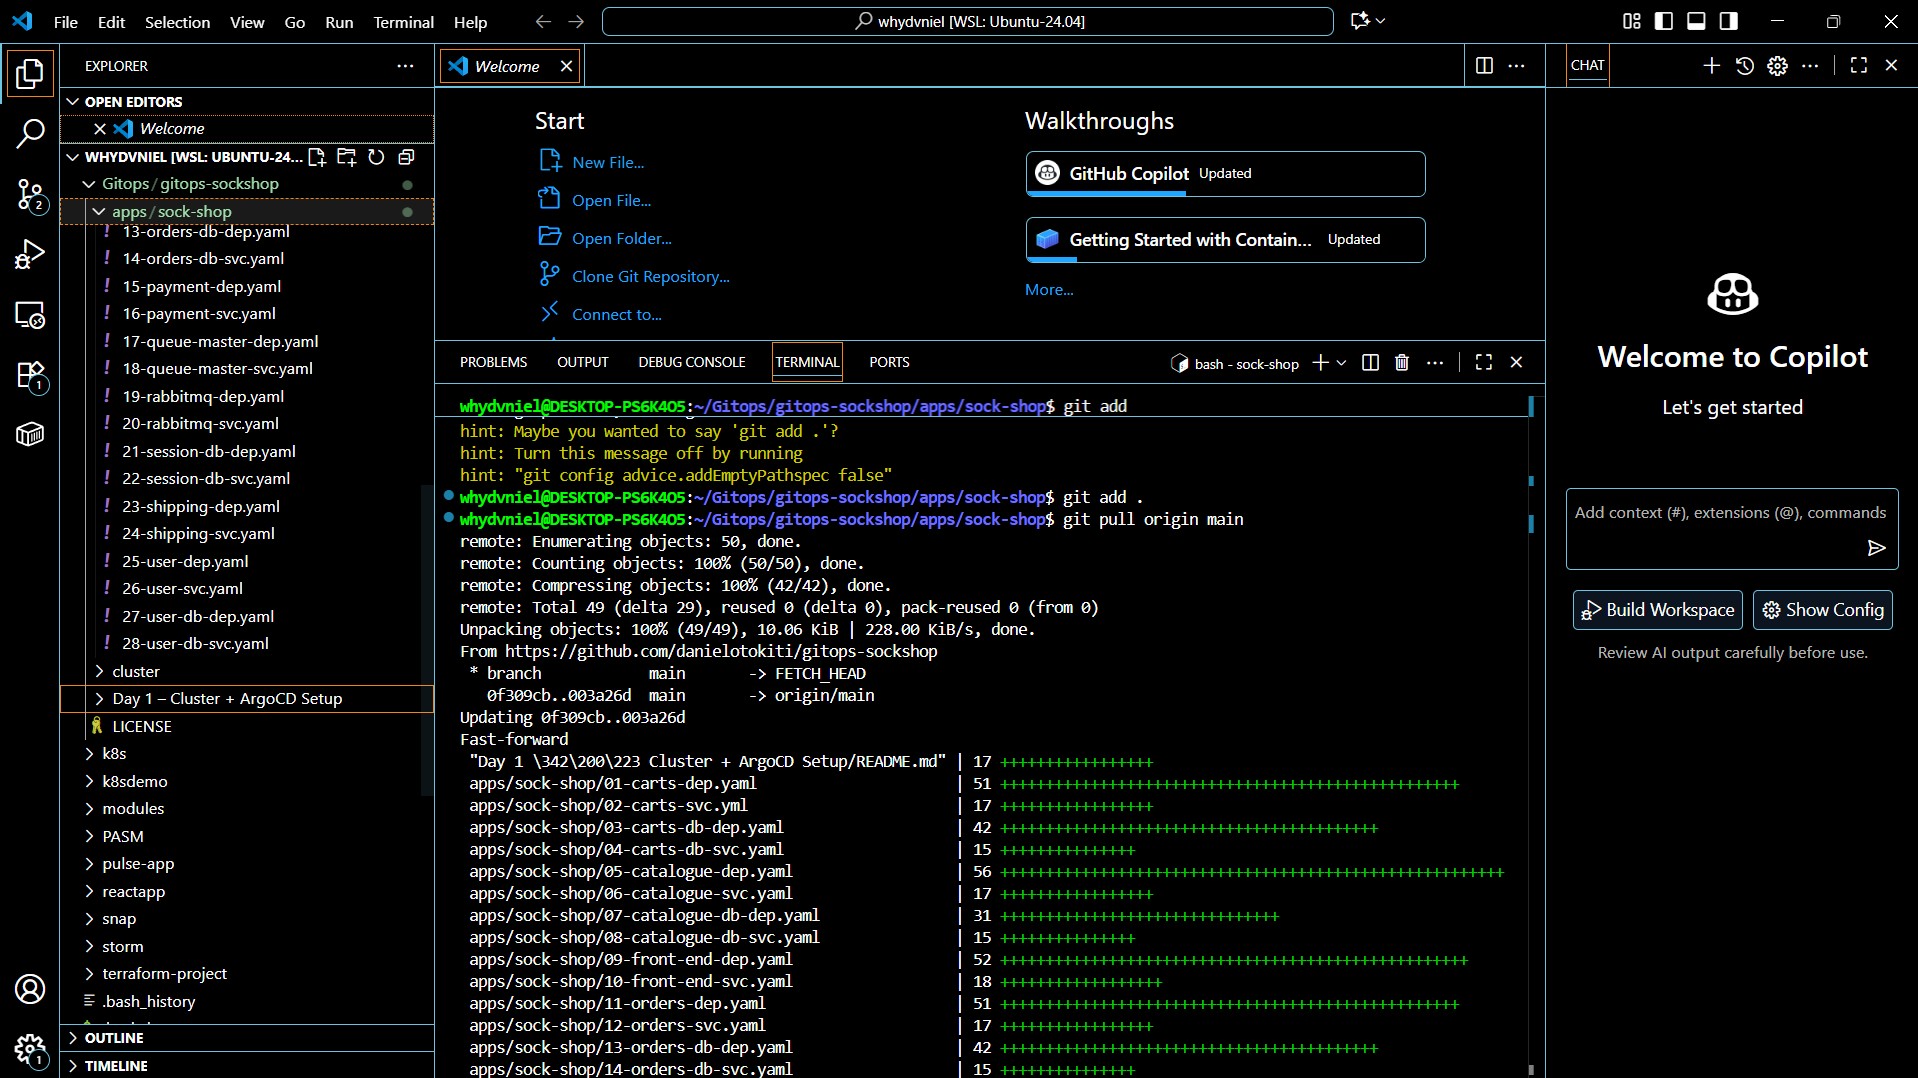 File Edit Selection View Go Run Terminal Help
whydvniel [WSL: Ubuntu-24.04]
EXPLORER
OPEN EDITORS
Welcome
WHYDVNIEL [WSL: UBUNTU-24...
Gitops / gitops-sockshop
apps / sock-shop
13-orders-db-dep.yaml
14-orders-db-svc.yaml
15-payment-dep.yaml
16-payment-svc.yaml
17-queue-master-dep.yaml
18-queue-master-svc.yaml
19-rabbitmq-dep.yaml
20-rabbitmq-svc.yaml
21-session-db-dep.yaml
22-session-db-svc.yaml
23-shipping-dep.yaml
24-shipping-svc.yaml
25-user-dep.yaml
26-user-svc.yaml
27-user-db-dep.yaml
28-user-db-svc.yaml
cluster
Day 1 – Cluster + ArgoCD Setup
LICENSE
k8s
k8sdemo
modules
PASM
pulse-app
reactapp
snap
storm
terraform-project
.bash_history
OUTLINE
TIMELINE
2
1
1
Welcome
Start
New File...
Open File...
Open Folder...
Clone Git Repository...
Connect to...
Walkthroughs
GitHub Copilot Updated
Getting Started with Contain... Updated
More...
PROBLEMS OUTPUT DEBUG CONSOLE TERMINAL PORTS
bash - sock-shop
whydvniel@DESKTOP-PS6K4O5:~/Gitops/gitops-sockshop/apps/sock-shop$ git add
hint: Maybe you wanted to say 'git add .'?
hint: Turn this message off by running
hint: "git config advice.addEmptyPathspec false"
whydvniel@DESKTOP-PS6K4O5:~/Gitops/gitops-sockshop/apps/sock-shop$ git add .
whydvniel@DESKTOP-PS6K4O5:~/Gitops/gitops-sockshop/apps/sock-shop$ git pull origin main
remote: Enumerating objects: 50, done.
remote: Counting objects: 100% (50/50), done.
remote: Compressing objects: 100% (42/42), done.
remote: Total 49 (delta 29), reused 0 (delta 0), pack-reused 0 (from 0)
Unpacking objects: 100% (49/49), 10.06 KiB | 228.00 KiB/s, done.
From https://github.com/danielotokiti/gitops-sockshop
* branch main -> FETCH_HEAD
0f309cb..003a26d main -> origin/main
Updating 0f309cb..003a26d
Fast-forward
"Day 1 \342\200\223 Cluster + ArgoCD Setup/README.md" | 17 +++++++++++++++++
apps/sock-shop/01-carts-dep.yaml | 51 +++++++++++++++++++++++++++++++++++++++++++++++++++
apps/sock-shop/02-carts-svc.yml | 17 +++++++++++++++++
apps/sock-shop/03-carts-db-dep.yaml | 42 ++++++++++++++++++++++++++++++++++++++++++
apps/sock-shop/04-carts-db-svc.yaml | 15 +++++++++++++++
apps/sock-shop/05-catalogue-dep.yaml | 56 ++++++++++++++++++++++++++++++++++++++++++++++++++++++++
apps/sock-shop/06-catalogue-svc.yaml | 17 +++++++++++++++++
apps/sock-shop/07-catalogue-db-dep.yaml | 31 +++++++++++++++++++++++++++++++
apps/sock-shop/08-catalogue-db-svc.yaml | 15 +++++++++++++++
apps/sock-shop/09-front-end-dep.yaml | 52 ++++++++++++++++++++++++++++++++++++++++++++++++++++
apps/sock-shop/10-front-end-svc.yaml | 18 ++++++++++++++++++
apps/sock-shop/11-orders-dep.yaml | 51 +++++++++++++++++++++++++++++++++++++++++++++++++++
apps/sock-shop/12-orders-svc.yaml | 17 +++++++++++++++++
apps/sock-shop/13-orders-db-dep.yaml | 42 ++++++++++++++++++++++++++++++++++++++++++
apps/sock-shop/14-orders-db-svc.yaml | 15 +++++++++++++++
CHAT
Welcome to Copilot
Let's get started
Add context (#), extensions (@), commands
Build Workspace
Show Config
Review AI output carefully before use.